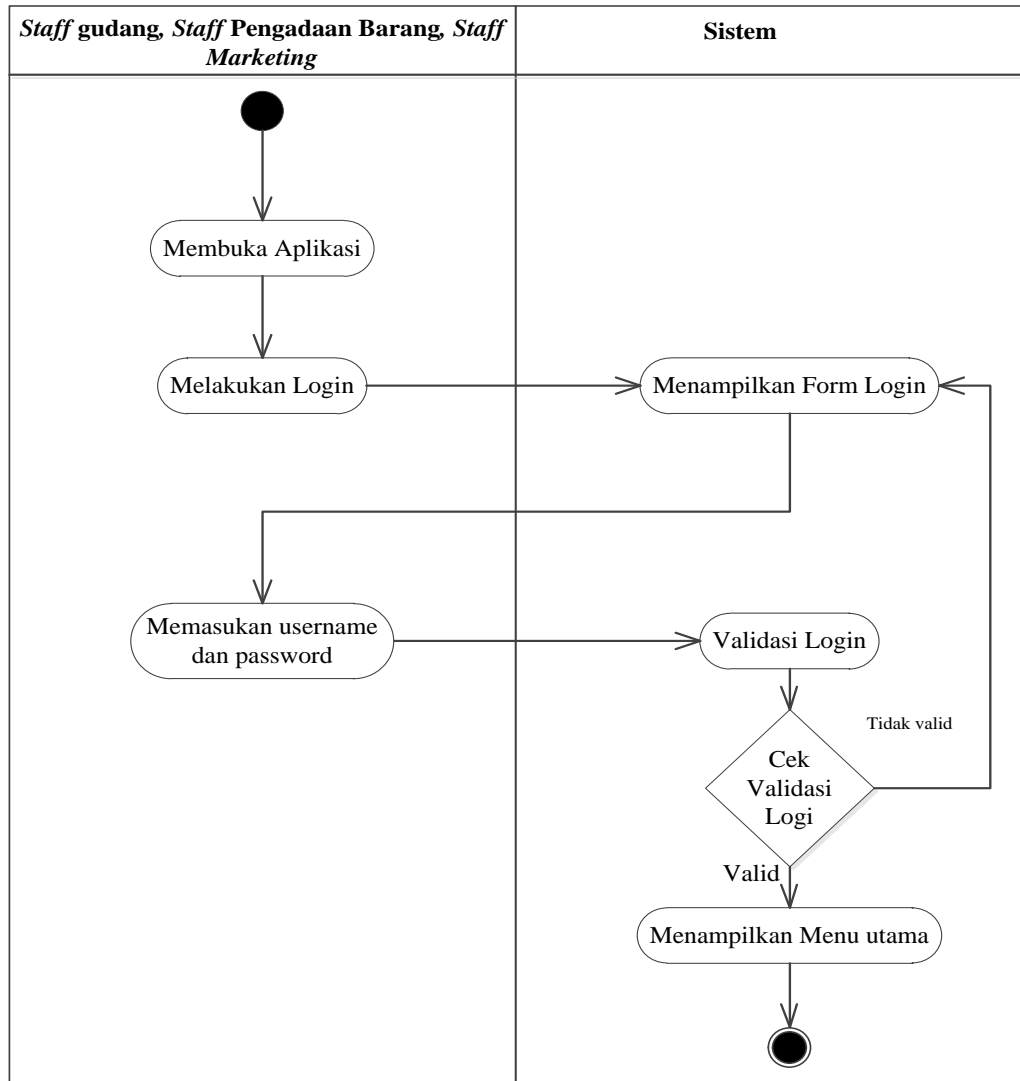 Staff gudang, Staff Pengadaan Barang, Staff
Marketing
Sistem
Membuka Aplikasi
Melakukan Login
Menampilkan Form Login
Memasukan username
dan password
Validasi Login
Tidak valid
Cek
Validasi
Logi
Valid
Menampilkan Menu utama